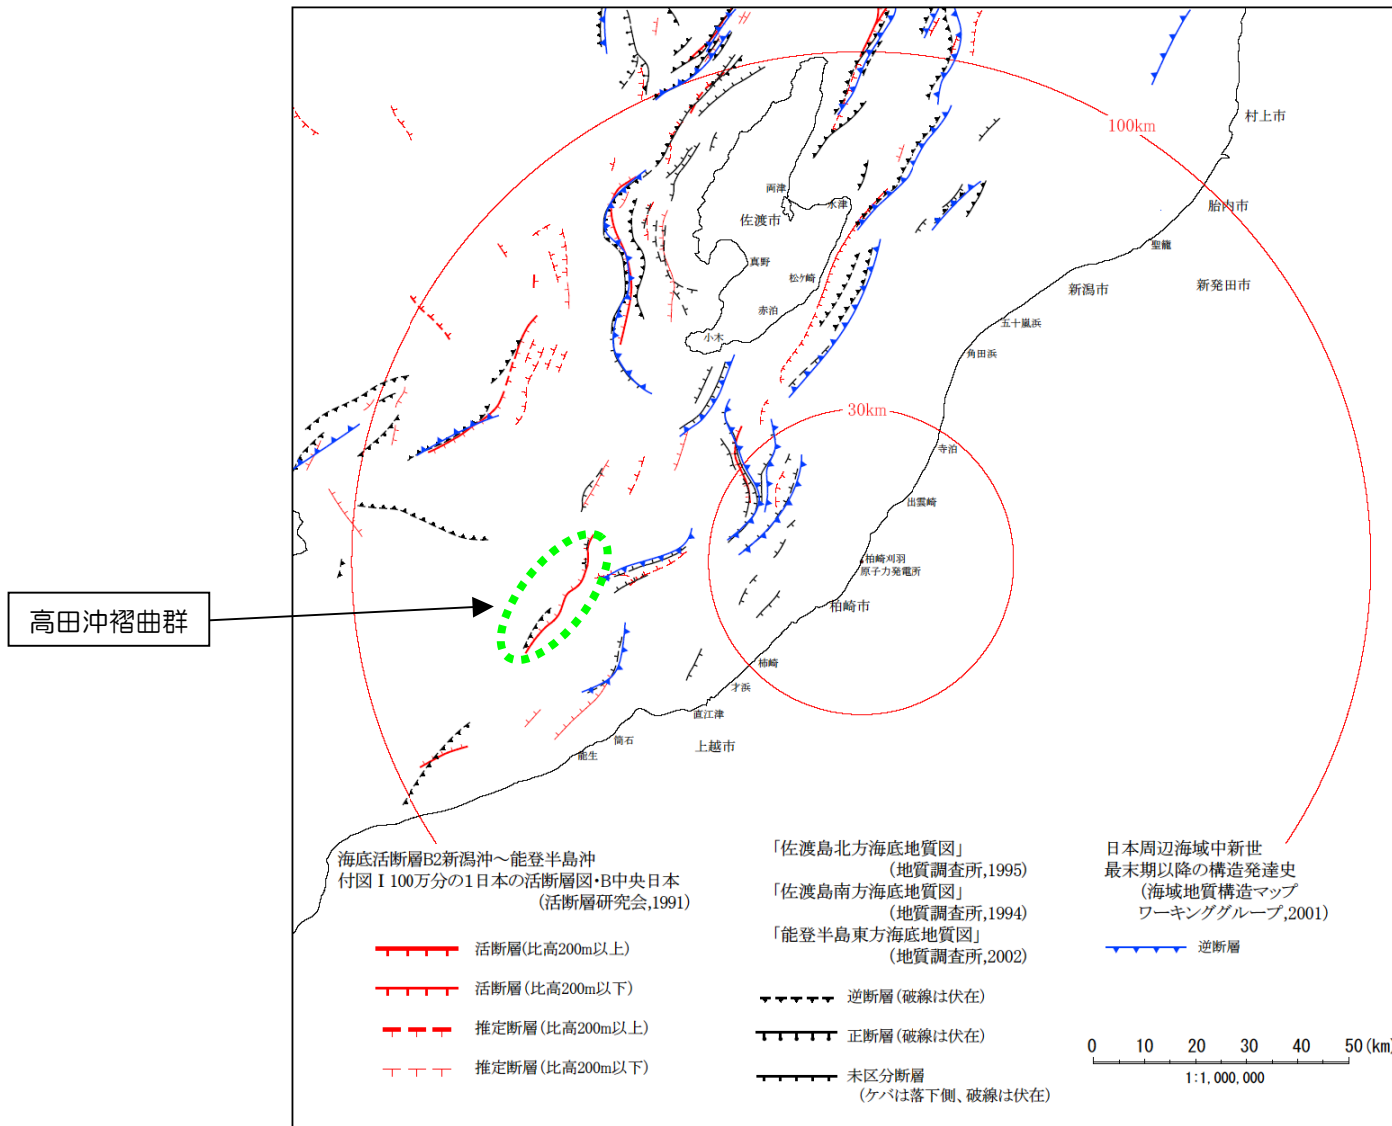 100km
村上市
両津
水津
胎内市
佐渡市
聖籠
真野
松ケ崎
新潟市
新発田市
赤泊
五十嵐浜
小木
角田浜
30km
寺泊
出雲崎
柏崎刈羽
原子力発電所
柏崎市
高田沖褶曲群
柿崎
才浜
直江津
筒石
上越市
能生
海底活断層B2新潟沖～能登半島沖
付図Ⅰ100万分の1日本の活断層図・B中央日本
(活断層研究会,1991)
活断層(比高200m以上)
活断層(比高200m以下)
推定断層(比高200m以上)
推定断層(比高200m以下)
「佐渡島北方海底地質図」
(地質調査所,1995)
「佐渡島南方海底地質図」
(地質調査所,1994)
「能登半島東方海底地質図」
(地質調査所,2002)
逆断層(破線は伏在)
正断層(破線は伏在)
未区分断層
(ケバは落下側、破線は伏在)
日本周辺海域中新世
最末期以降の構造発達史
(海域地質構造マップ
ワーキンググループ,2001)
逆断層
0 10 20 30 40 50(km)
1:1,000,000